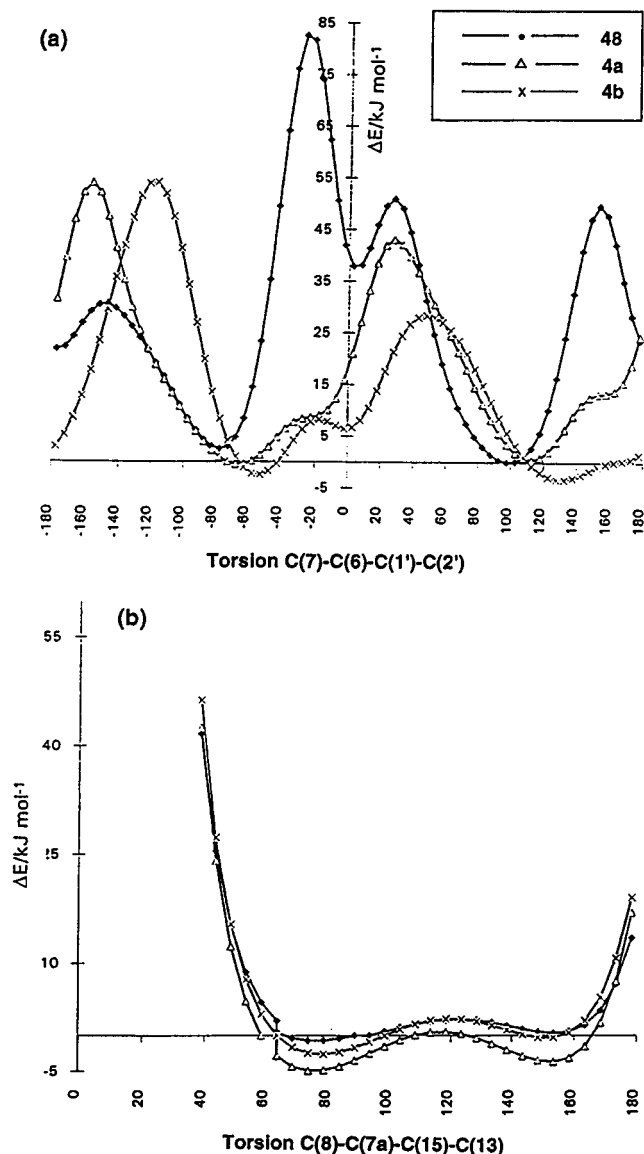 (a)
48
4a
4b
ΔE/kJ mol-1
85
75
65
55
45
35
25
15
5
-5
-180 -160 -140 -120 -100 -80 -60 -40 -20 0 20 40 60 80 100 120 140 160 180
Torsion C(7)-C(6)-C(1')-C(2')
(b)
ΔE/kJ mol-1
55
40
10
-5
0 20 40 60 80 100 120 140 160 180
Torsion C(8)-C(7a)-C(15)-C(13)